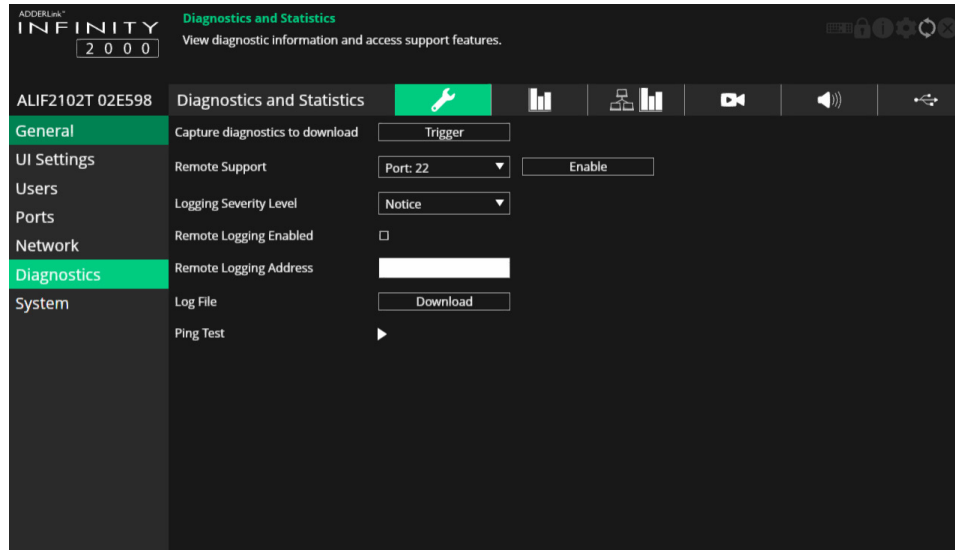 ADDERLink™
INFINITY
2000
Diagnostics and Statistics
View diagnostic information and access support features.
ALIF2102T 02E598
Diagnostics and Statistics
General
UI Settings
Users
Ports
Network
Diagnostics
System
Capture diagnostics to download Trigger
Remote Support Port: 22 Enable
Logging Severity Level Notice
Remote Logging Enabled
Remote Logging Address
Log File Download
Ping Test